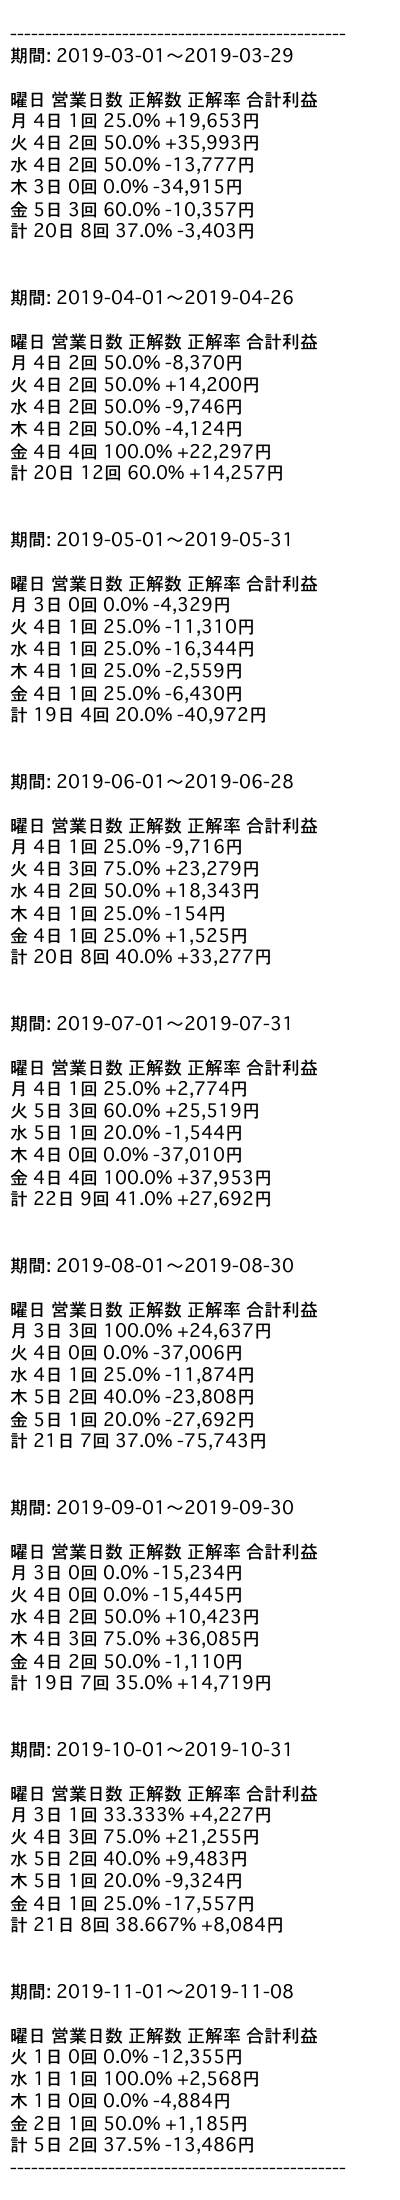 ------------------------------------------------
期間: 2019-03-01〜2019-03-29
曜日 営業日数 正解数 正解率 合計利益
月 4日 1回 25.0% +19,653円
火 4日 2回 50.0% +35,993円
水 4日 2回 50.0% -13,777円
木 3日 0回 0.0% -34,915円
金 5日 3回 60.0% -10,357円
計 20日 8回 37.0% -3,403円
期間: 2019-04-01〜2019-04-26
曜日 営業日数 正解数 正解率 合計利益
月 4日 2回 50.0% -8,370円
火 4日 2回 50.0% +14,200円
水 4日 2回 50.0% -9,746円
木 4日 2回 50.0% -4,124円
金 4日 4回 100.0% +22,297円
計 20日 12回 60.0% +14,257円
期間: 2019-05-01〜2019-05-31
曜日 営業日数 正解数 正解率 合計利益
月 3日 0回 0.0% -4,329円
火 4日 1回 25.0% -11,310円
水 4日 1回 25.0% -16,344円
木 4日 1回 25.0% -2,559円
金 4日 1回 25.0% -6,430円
計 19日 4回 20.0% -40,972円
期間: 2019-06-01〜2019-06-28
曜日 営業日数 正解数 正解率 合計利益
月 4日 1回 25.0% -9,716円
火 4日 3回 75.0% +23,279円
水 4日 2回 50.0% +18,343円
木 4日 1回 25.0% -154円
金 4日 1回 25.0% +1,525円
計 20日 8回 40.0% +33,277円
期間: 2019-07-01〜2019-07-31
曜日 営業日数 正解数 正解率 合計利益
月 4日 1回 25.0% +2,774円
火 5日 3回 60.0% +25,519円
水 5日 1回 20.0% -1,544円
木 4日 0回 0.0% -37,010円
金 4日 4回 100.0% +37,953円
計 22日 9回 41.0% +27,692円
期間: 2019-08-01〜2019-08-30
曜日 営業日数 正解数 正解率 合計利益
月 3日 3回 100.0% +24,637円
火 4日 0回 0.0% -37,006円
水 4日 1回 25.0% -11,874円
木 5日 2回 40.0% -23,808円
金 5日 1回 20.0% -27,692円
計 21日 7回 37.0% -75,743円
期間: 2019-09-01〜2019-09-30
曜日 営業日数 正解数 正解率 合計利益
月 3日 0回 0.0% -15,234円
火 4日 0回 0.0% -15,445円
水 4日 2回 50.0% +10,423円
木 4日 3回 75.0% +36,085円
金 4日 2回 50.0% -1,110円
計 19日 7回 35.0% +14,719円
期間: 2019-10-01〜2019-10-31
曜日 営業日数 正解数 正解率 合計利益
月 3日 1回 33.333% +4,227円
火 4日 3回 75.0% +21,255円
水 5日 2回 40.0% +9,483円
木 5日 1回 20.0% -9,324円
金 4日 1回 25.0% -17,557円
計 21日 8回 38.667% +8,084円
期間: 2019-11-01〜2019-11-08
曜日 営業日数 正解数 正解率 合計利益
火 1日 0回 0.0% -12,355円
水 1日 1回 100.0% +2,568円
木 1日 0回 0.0% -4,884円
金 2日 1回 50.0% +1,185円
計 5日 2回 37.5% -13,486円
------------------------------------------------